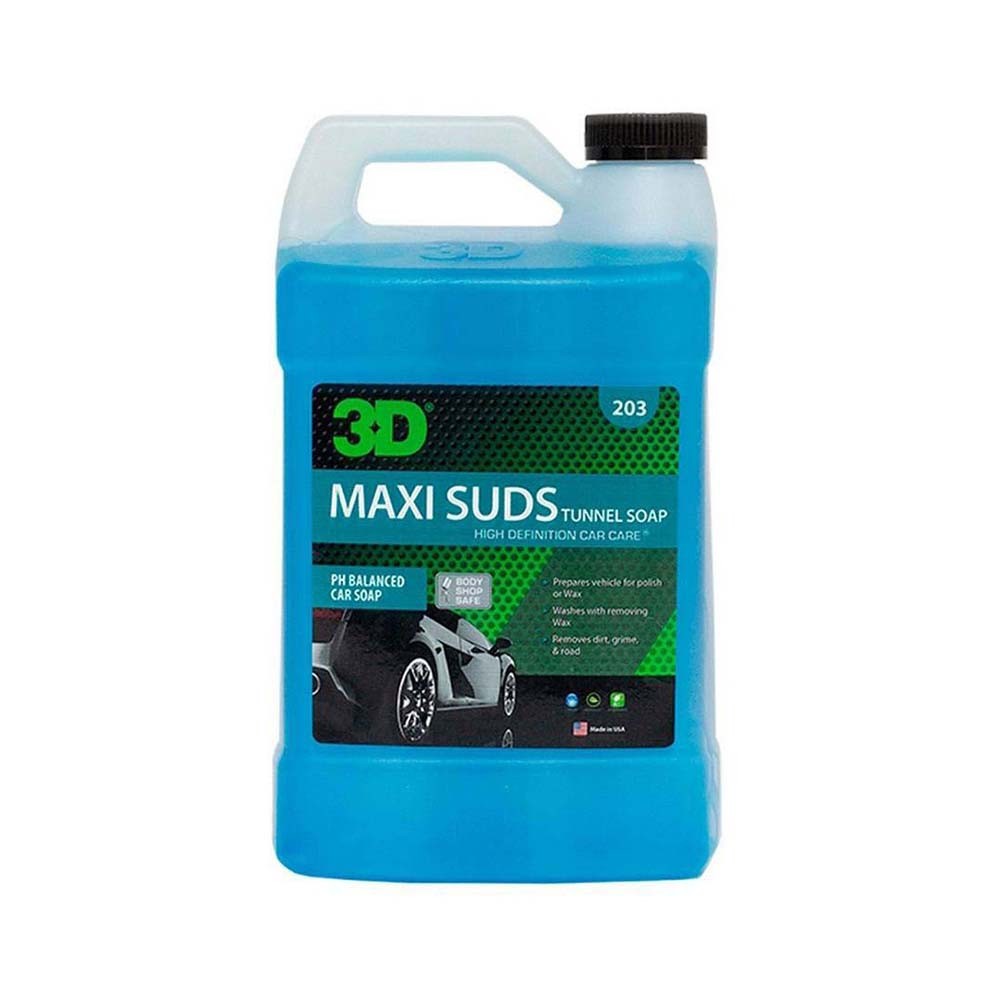 3D
3D®
203
MAXI SUDS TUNNEL SOAP
HIGH DEFINITION CAR CARE®
PH BALANCED
CAR SOAP
BODY
SHOP
SAFE
• Prepares vehicle for polish
or Wax
• Washes with removing
Wax
• Removes dirt, grime,
& road
Made in USA